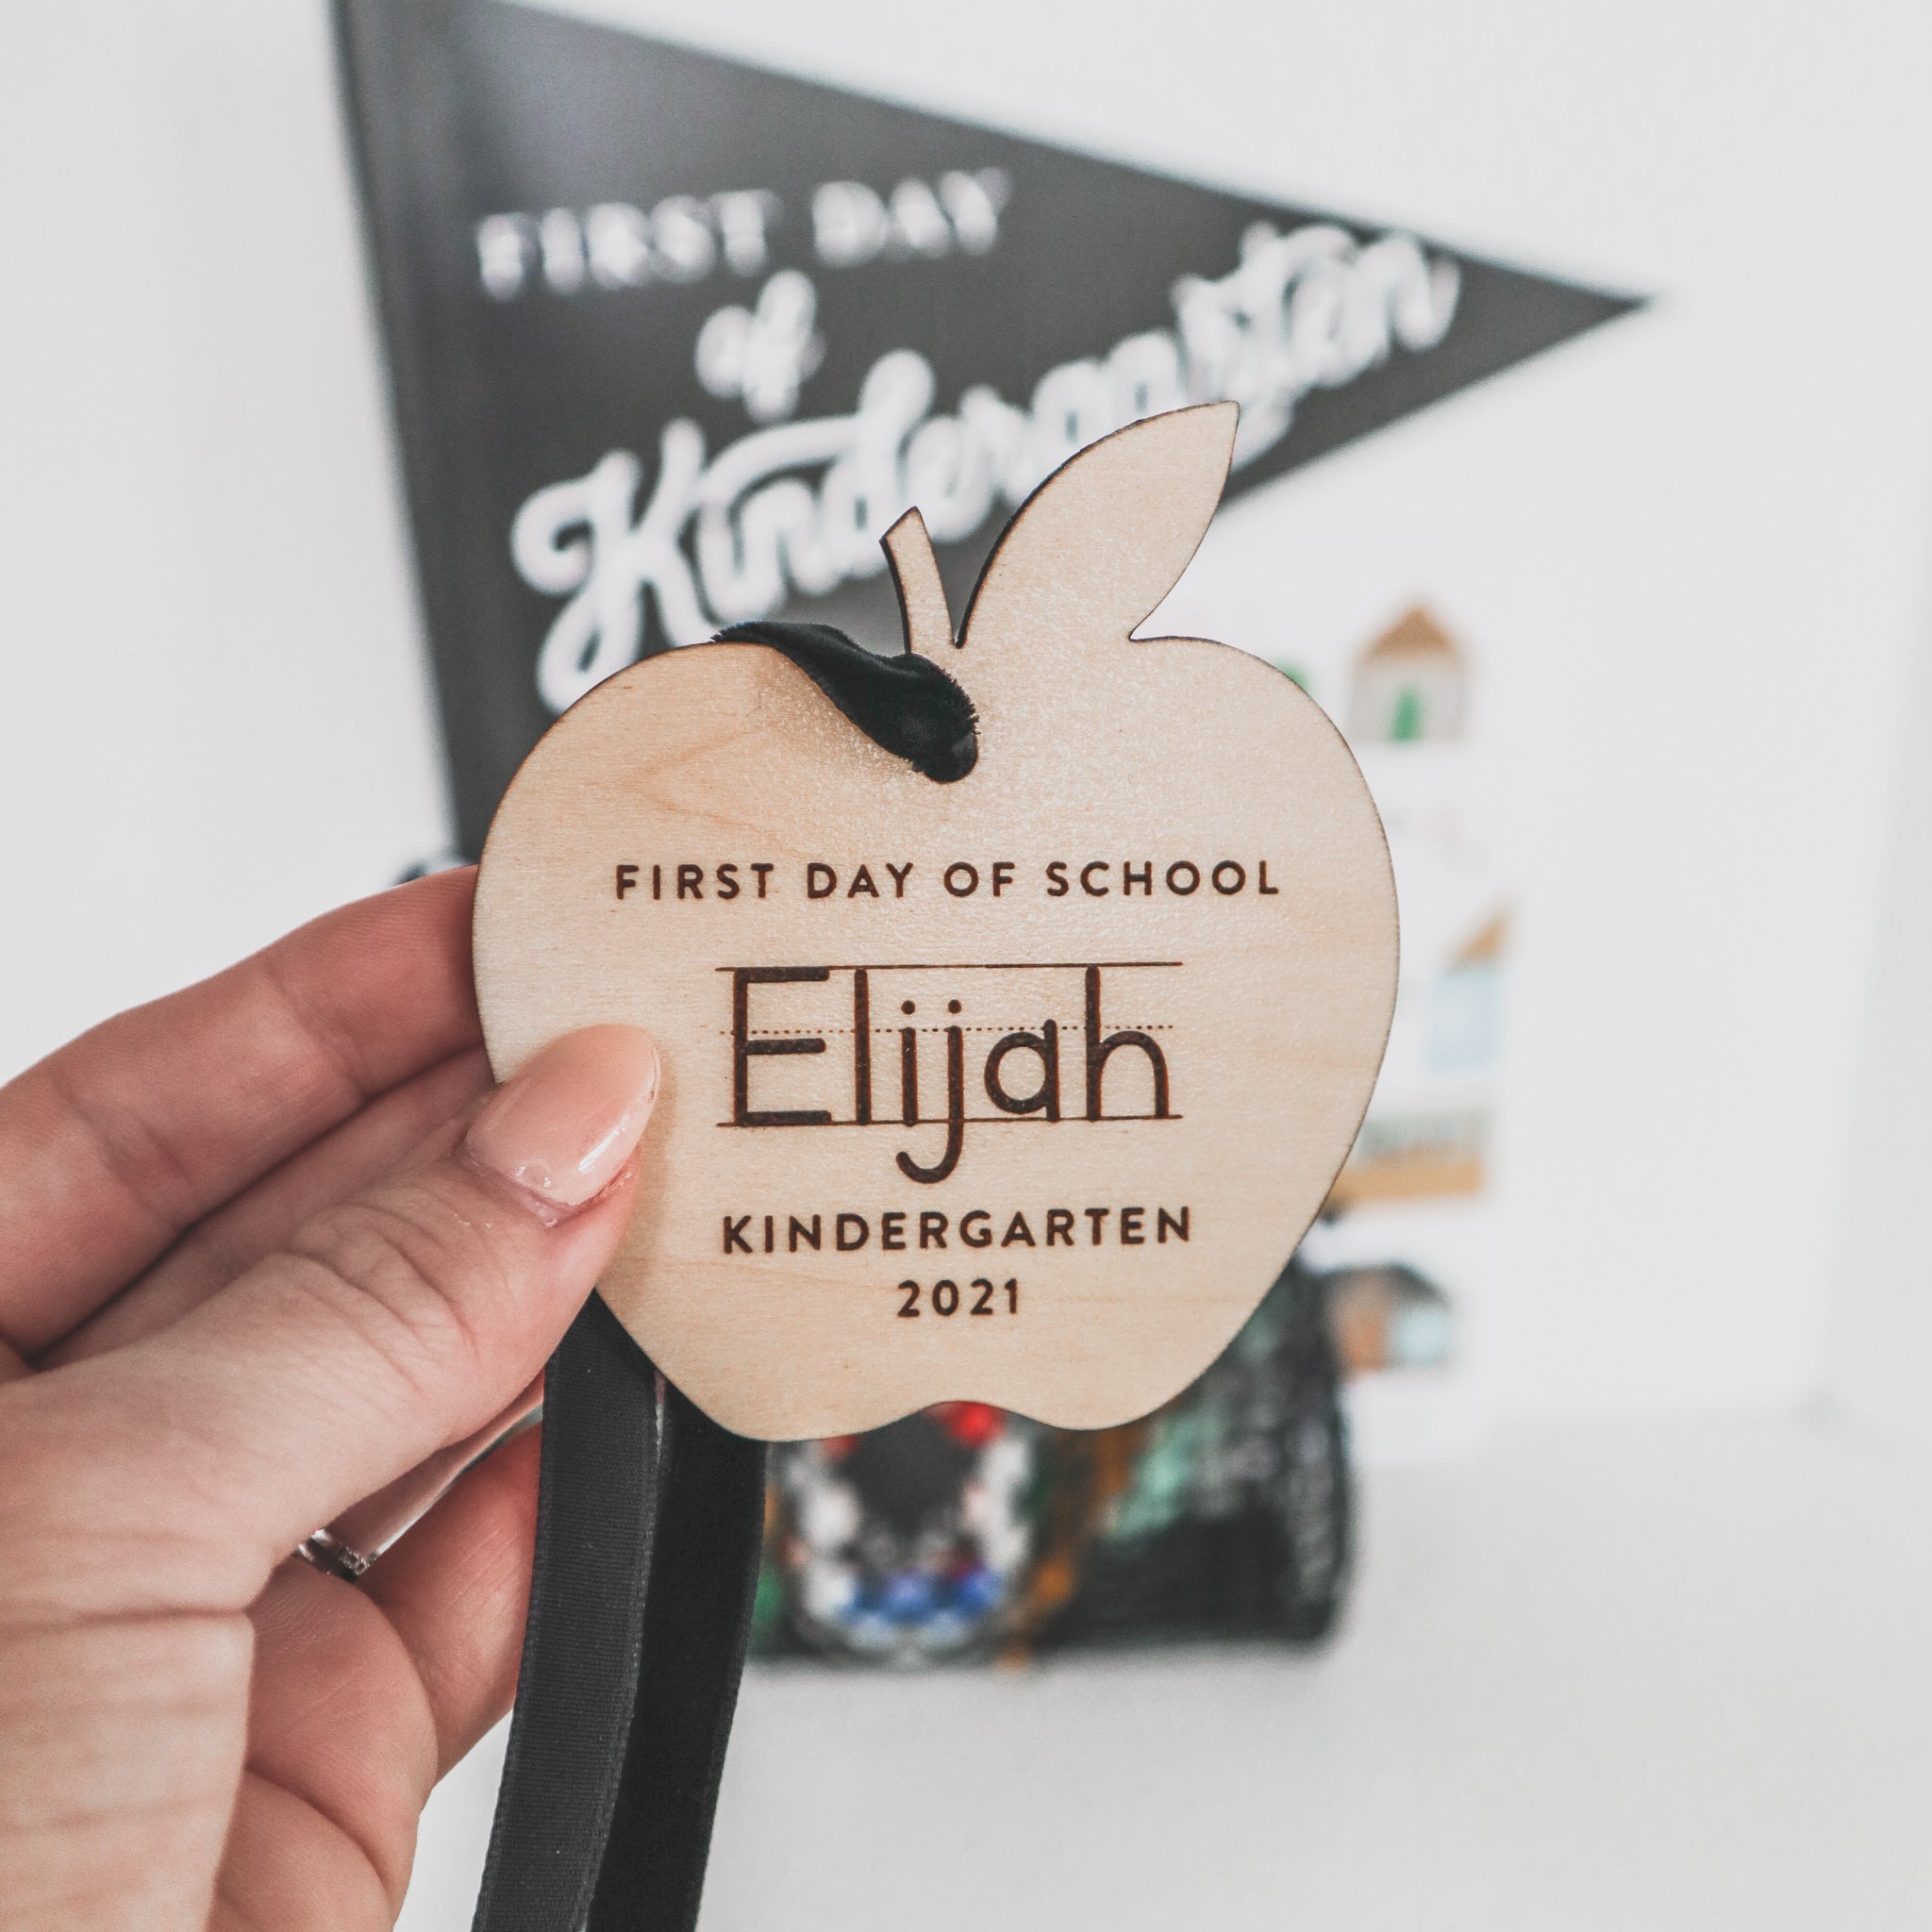 FIRST DAY
of
Kindergarten
FIRST DAY OF SCHOOL
Elijah
KINDERGARTEN
2021